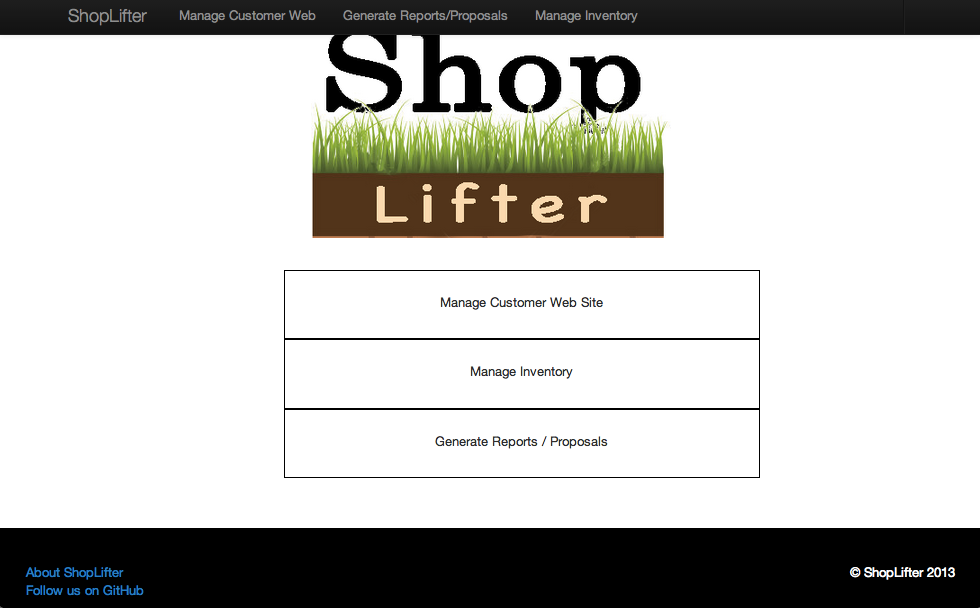 ShopLifter Manage Customer Web Generate Reports/Proposals Manage Inventory
Shop
Lifter
Manage Customer Web Site
Manage Inventory
Generate Reports / Proposals
About ShopLifter
Follow us on GitHub
© ShopLifter 2013